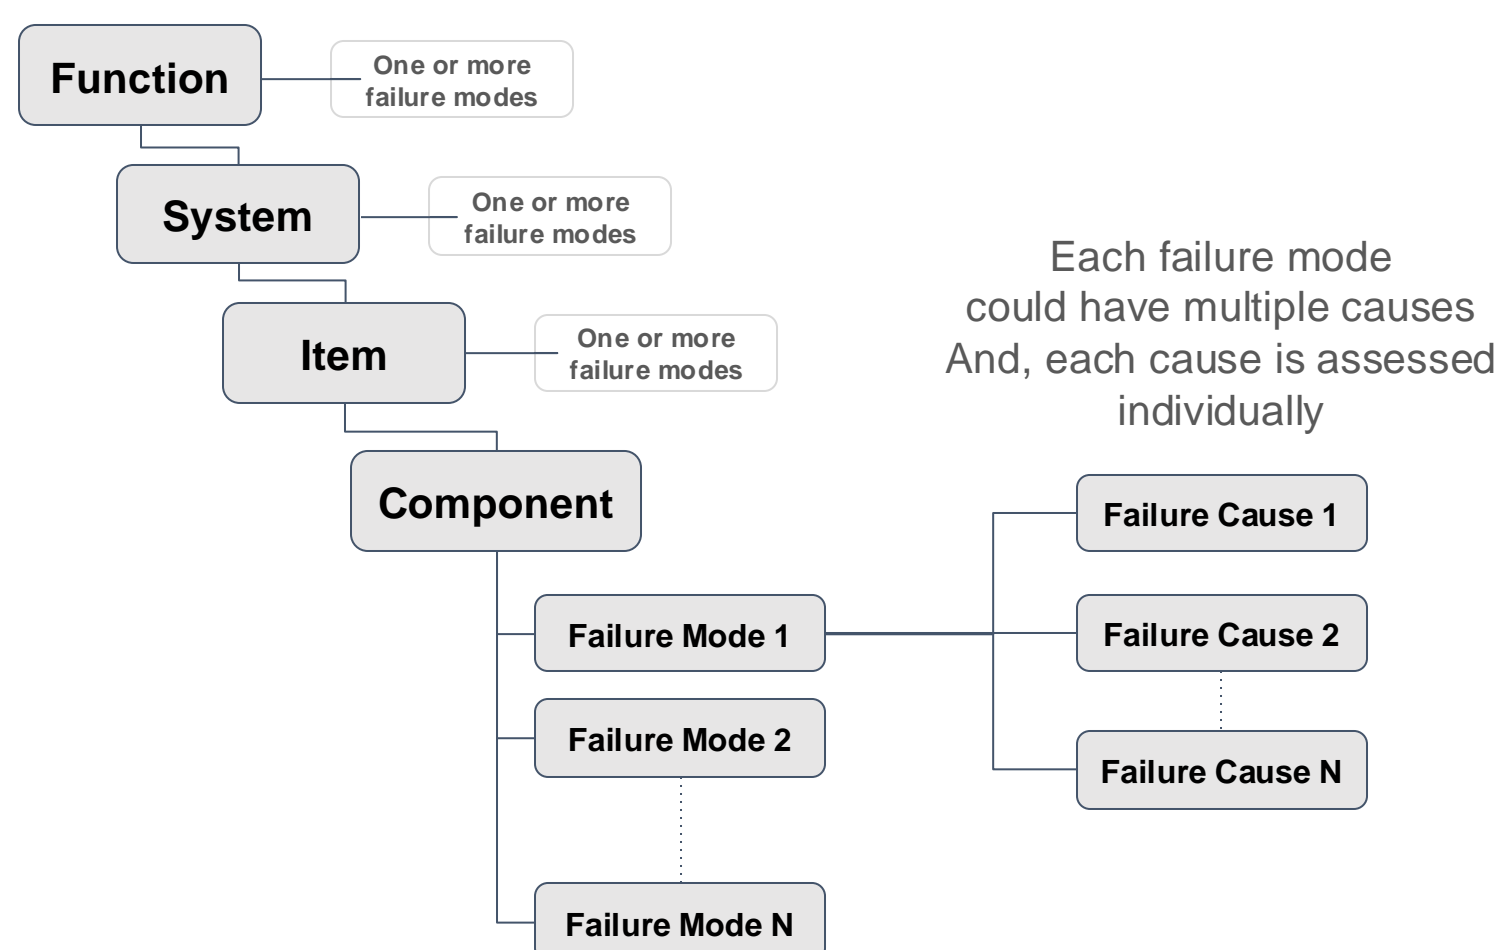 Function
One or more
failure modes
System
One or more
failure modes
Item
One or more
failure modes
Each failure mode
could have multiple causes
And, each cause is assessed
individually
Component
Failure Cause 1
Failure Mode 1
Failure Cause 2
Failure Mode 2
Failure Cause N
Failure Mode N